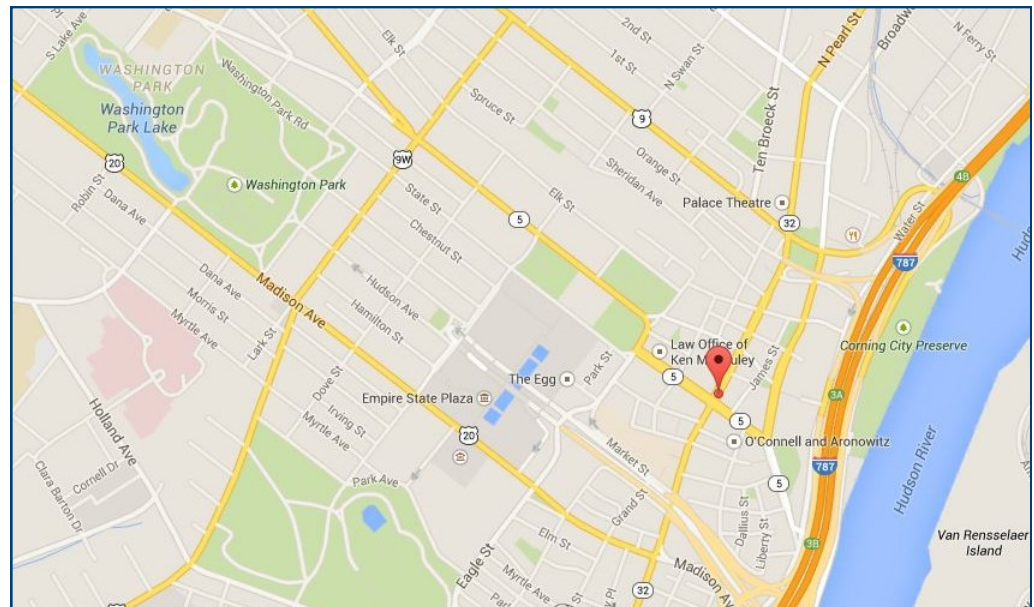 S Lake Ave
WASHINGTON
PARK
Washington
Park Lake
Washington
Park Rd
Elk St
2nd St
1st St
N Swan St
N Pearl St
Broadw
N Ferry St
Spruce St
9
Ten Broeck St
Orange St
Sheridan Ave
4B
20
9W
Washington Park
Robin St
Dana Ave
State St
5
Elk St
Palace Theatre
32
Water St
787
Hudson River
Chestnut St
Dana Ave
Madison Ave
Hudson Ave
Morris St
Hamilton St
Myrtle Ave
Lark St
Corning City Preserve
Law Office of
Ken M
uley
James St
The Egg
Park St
5
3A
Dove St
Empire State Plaza
Irving St
Myrtle Ave
20
5
O'Connell and Aronowitz
Holland Ave
Market St
787
Cornell Dr
Clara Barton Dr
Park Ave
5
Grand St
Dallius St
Liberty St
Van Rensselaer
Island
Elm St
3B
Eagle St
Myrtle Ave
Madison Av
32
Pl